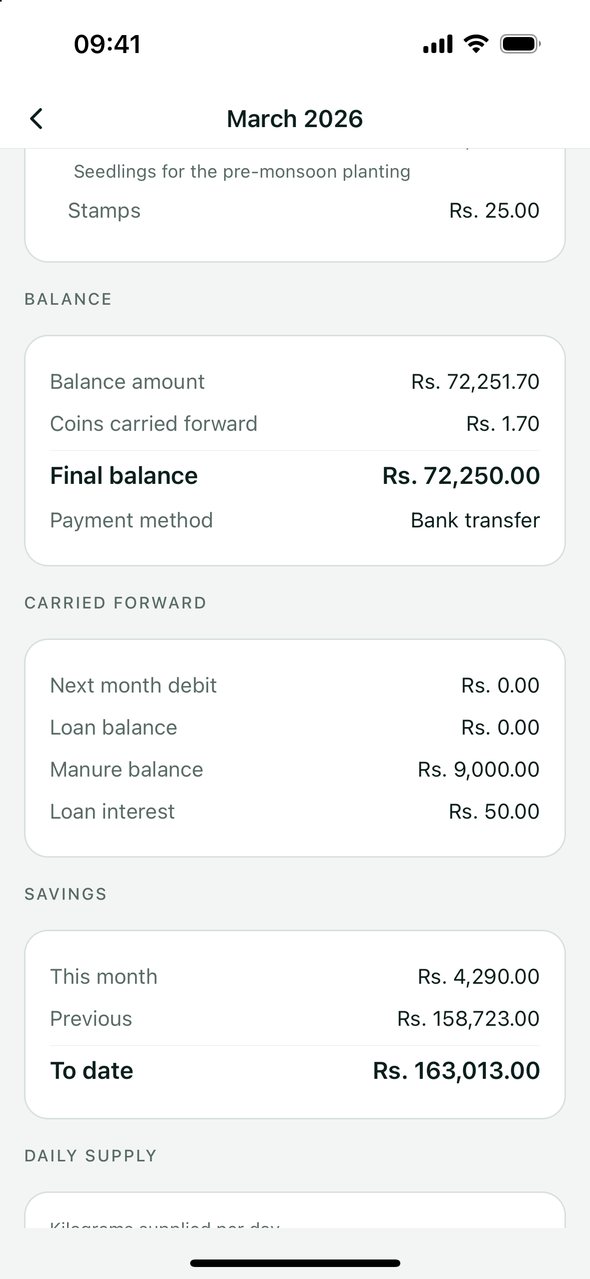 09:41
March 2026
Seedlings for the pre-monsoon planting
Stamps Rs. 25.00
BALANCE
Balance amount Rs. 72,251.70
Coins carried forward Rs. 1.70
Final balance Rs. 72,250.00
Payment method Bank transfer
CARRIED FORWARD
Next month debit Rs. 0.00
Loan balance Rs. 0.00
Manure balance Rs. 9,000.00
Loan interest Rs. 50.00
SAVINGS
This month Rs. 4,290.00
Previous Rs. 158,723.00
To date Rs. 163,013.00
DAILY SUPPLY
Kilograms supplied per day